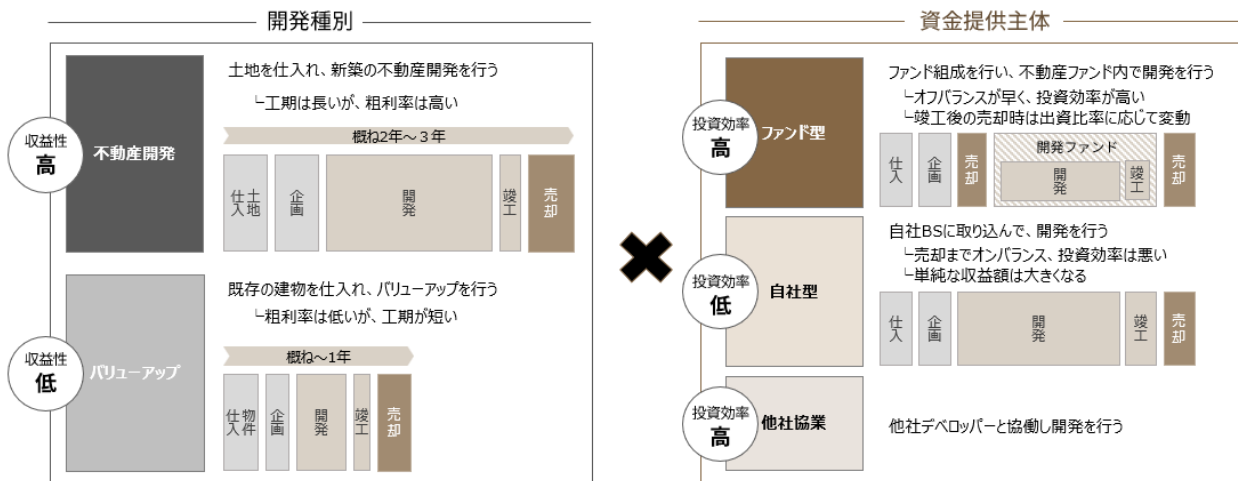 開発種別
収益性
高
不動産開発
土地を仕入れ、新築の不動産開発を行う
└工期は長いが、粗利率は高い
概ね2年～3年
土地仕入
企画
開発
竣工
売却
収益性
低
バリューアップ
既存の建物を仕入れ、バリューアップを行う
└粗利率は低いが、工期が短い
概ね～1年
物件仕入
企画
開発
竣工
売却
✖
資金提供主体
投資効率
高
ファンド型
ファンド組成を行い、不動産ファンド内で開発を行う
└オフバランスが早く、投資効率が高い
└竣工後の売却時は出資比率に応じて変動
仕入
企画
売却
開発ファンド
開発
竣工
売却
投資効率
低
自社型
自社BSに取り込んで、開発を行う
└売却までオンバランス、投資効率は悪い
└単純な収益額は大きくなる
仕入
企画
開発
竣工
売却
投資効率
高
他社協業
他社デベロッパーと協働し開発を行う